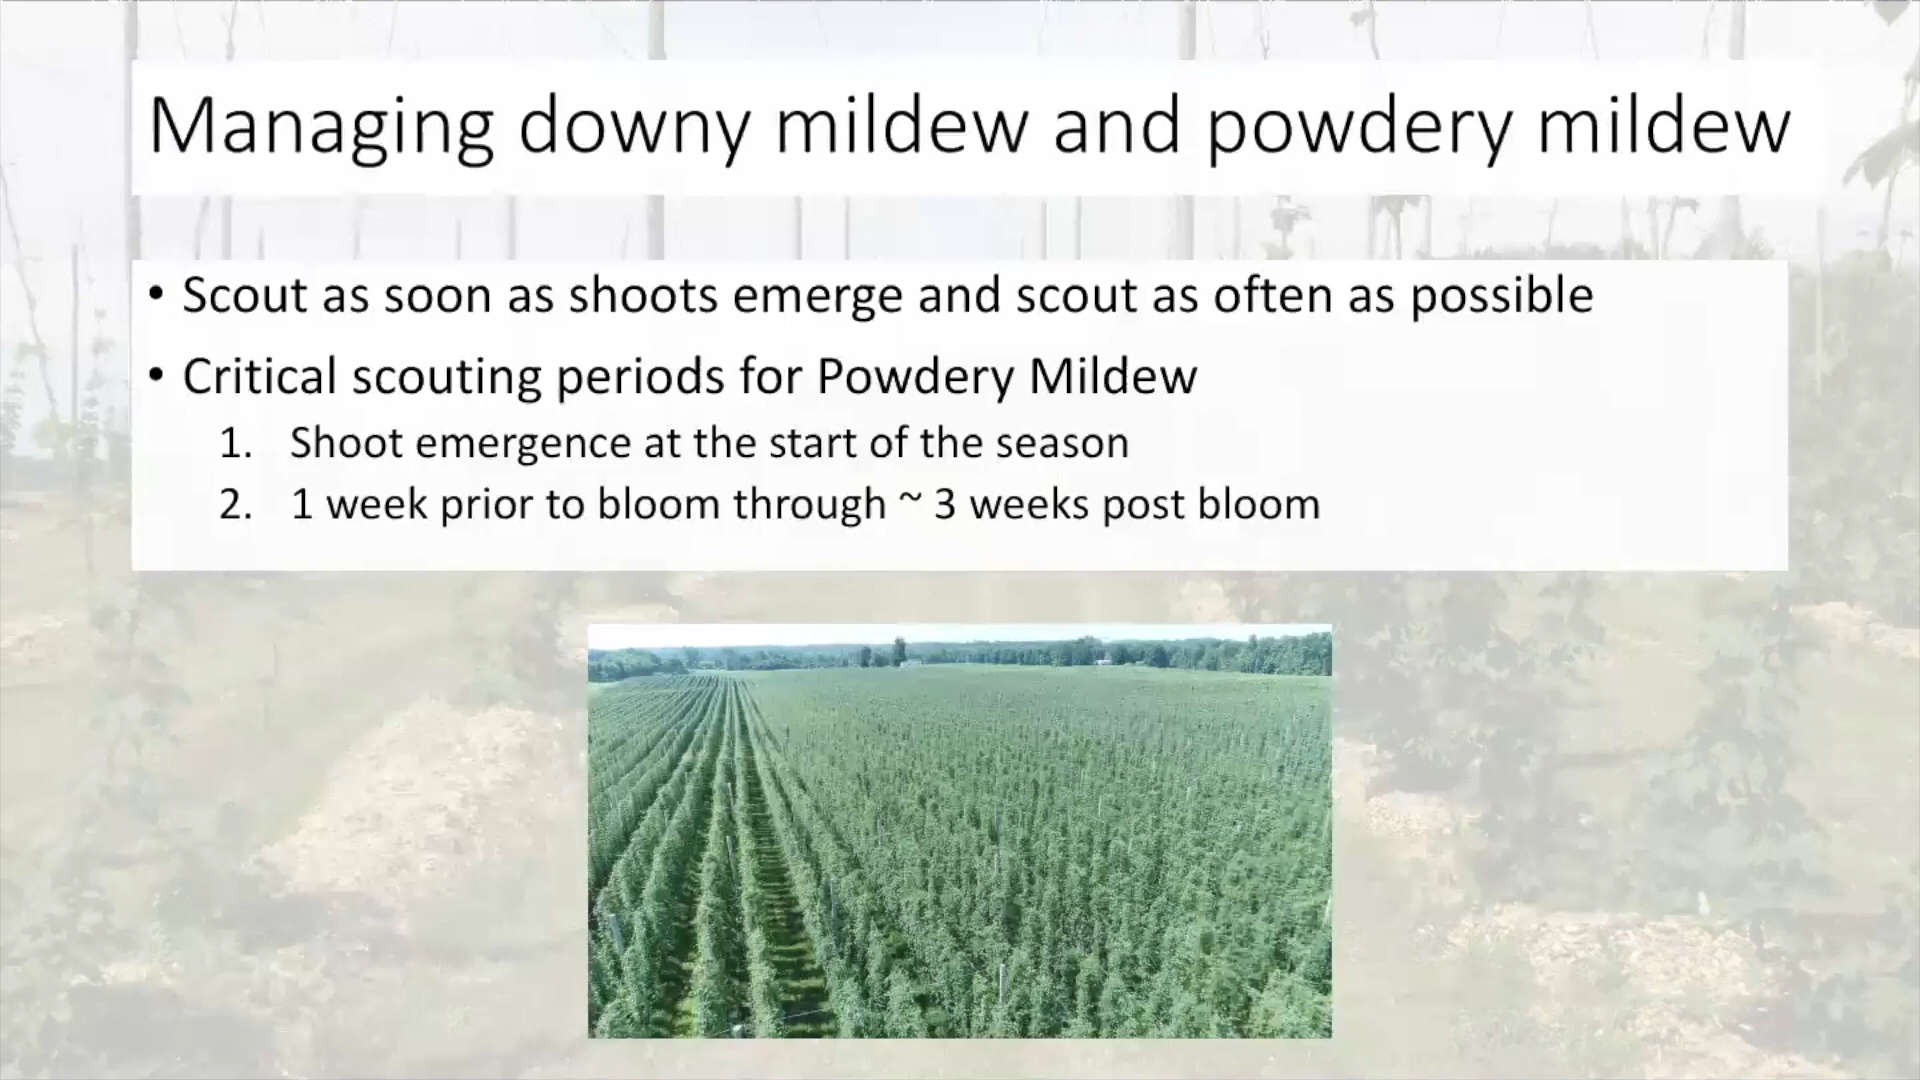 Managing downy mildew and powdery mildew
• Scout as soon as shoots emerge and scout as often as possible
• Critical scouting periods for Powdery Mildew
1. Shoot emergence at the start of the season
2. 1 week prior to bloom through ~ 3 weeks post bloom